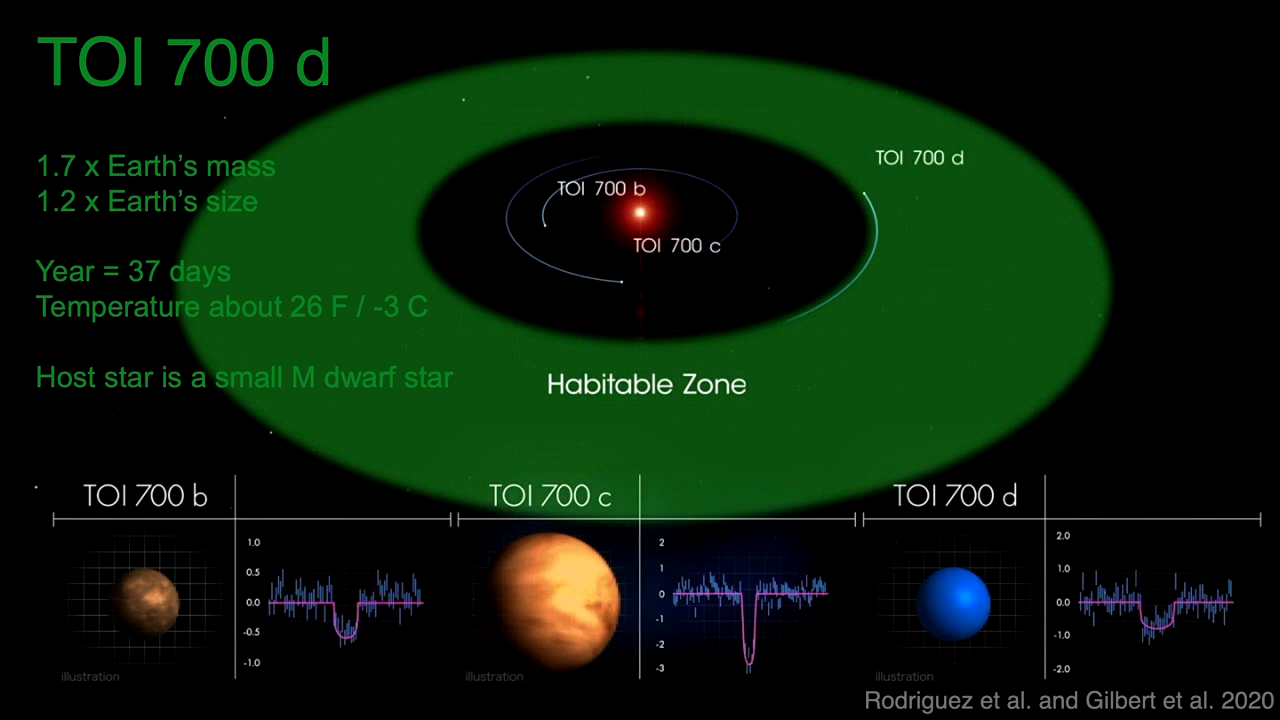 TOI 700 d
1.7 x Earth's mass
1.2 x Earth's size
Year = 37 days
Temperature about 26 F / -3 C
Host star is a small M dwarf star
TOI 700 d
TOI 700 b
TOI 700 c
Habitable Zone
TOI 700 b
1.0
0.5
0.0
-0.5
-1.0
illustration
TOI 700 c
2
1
0
-1
-2
-3
illustration
TOI 700 d
2.0
1.0
0.0
-1.0
-2.0
illustration
Rodriguez et al. and Gilbert et al. 2020